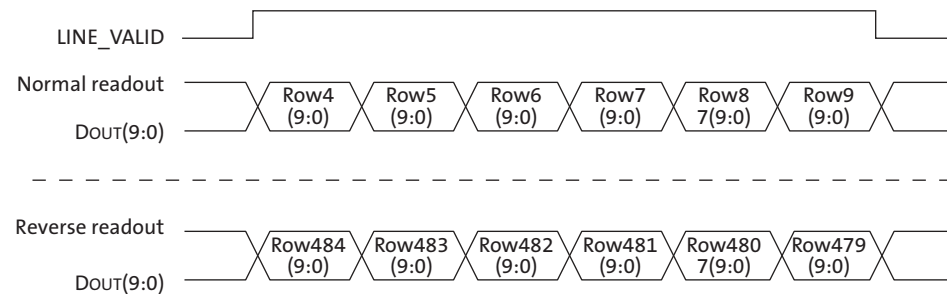 LINE_VALID
Normal readout
Row4 Row5 Row6 Row7 Row8 Row9
(9:0) (9:0) (9:0) (9:0) 7(9:0) (9:0)
DOUT(9:0)
Reverse readout
Row484 Row483 Row482 Row481 Row480 Row479
(9:0) (9:0) (9:0) (9:0) 7(9:0) (9:0)
DOUT(9:0)